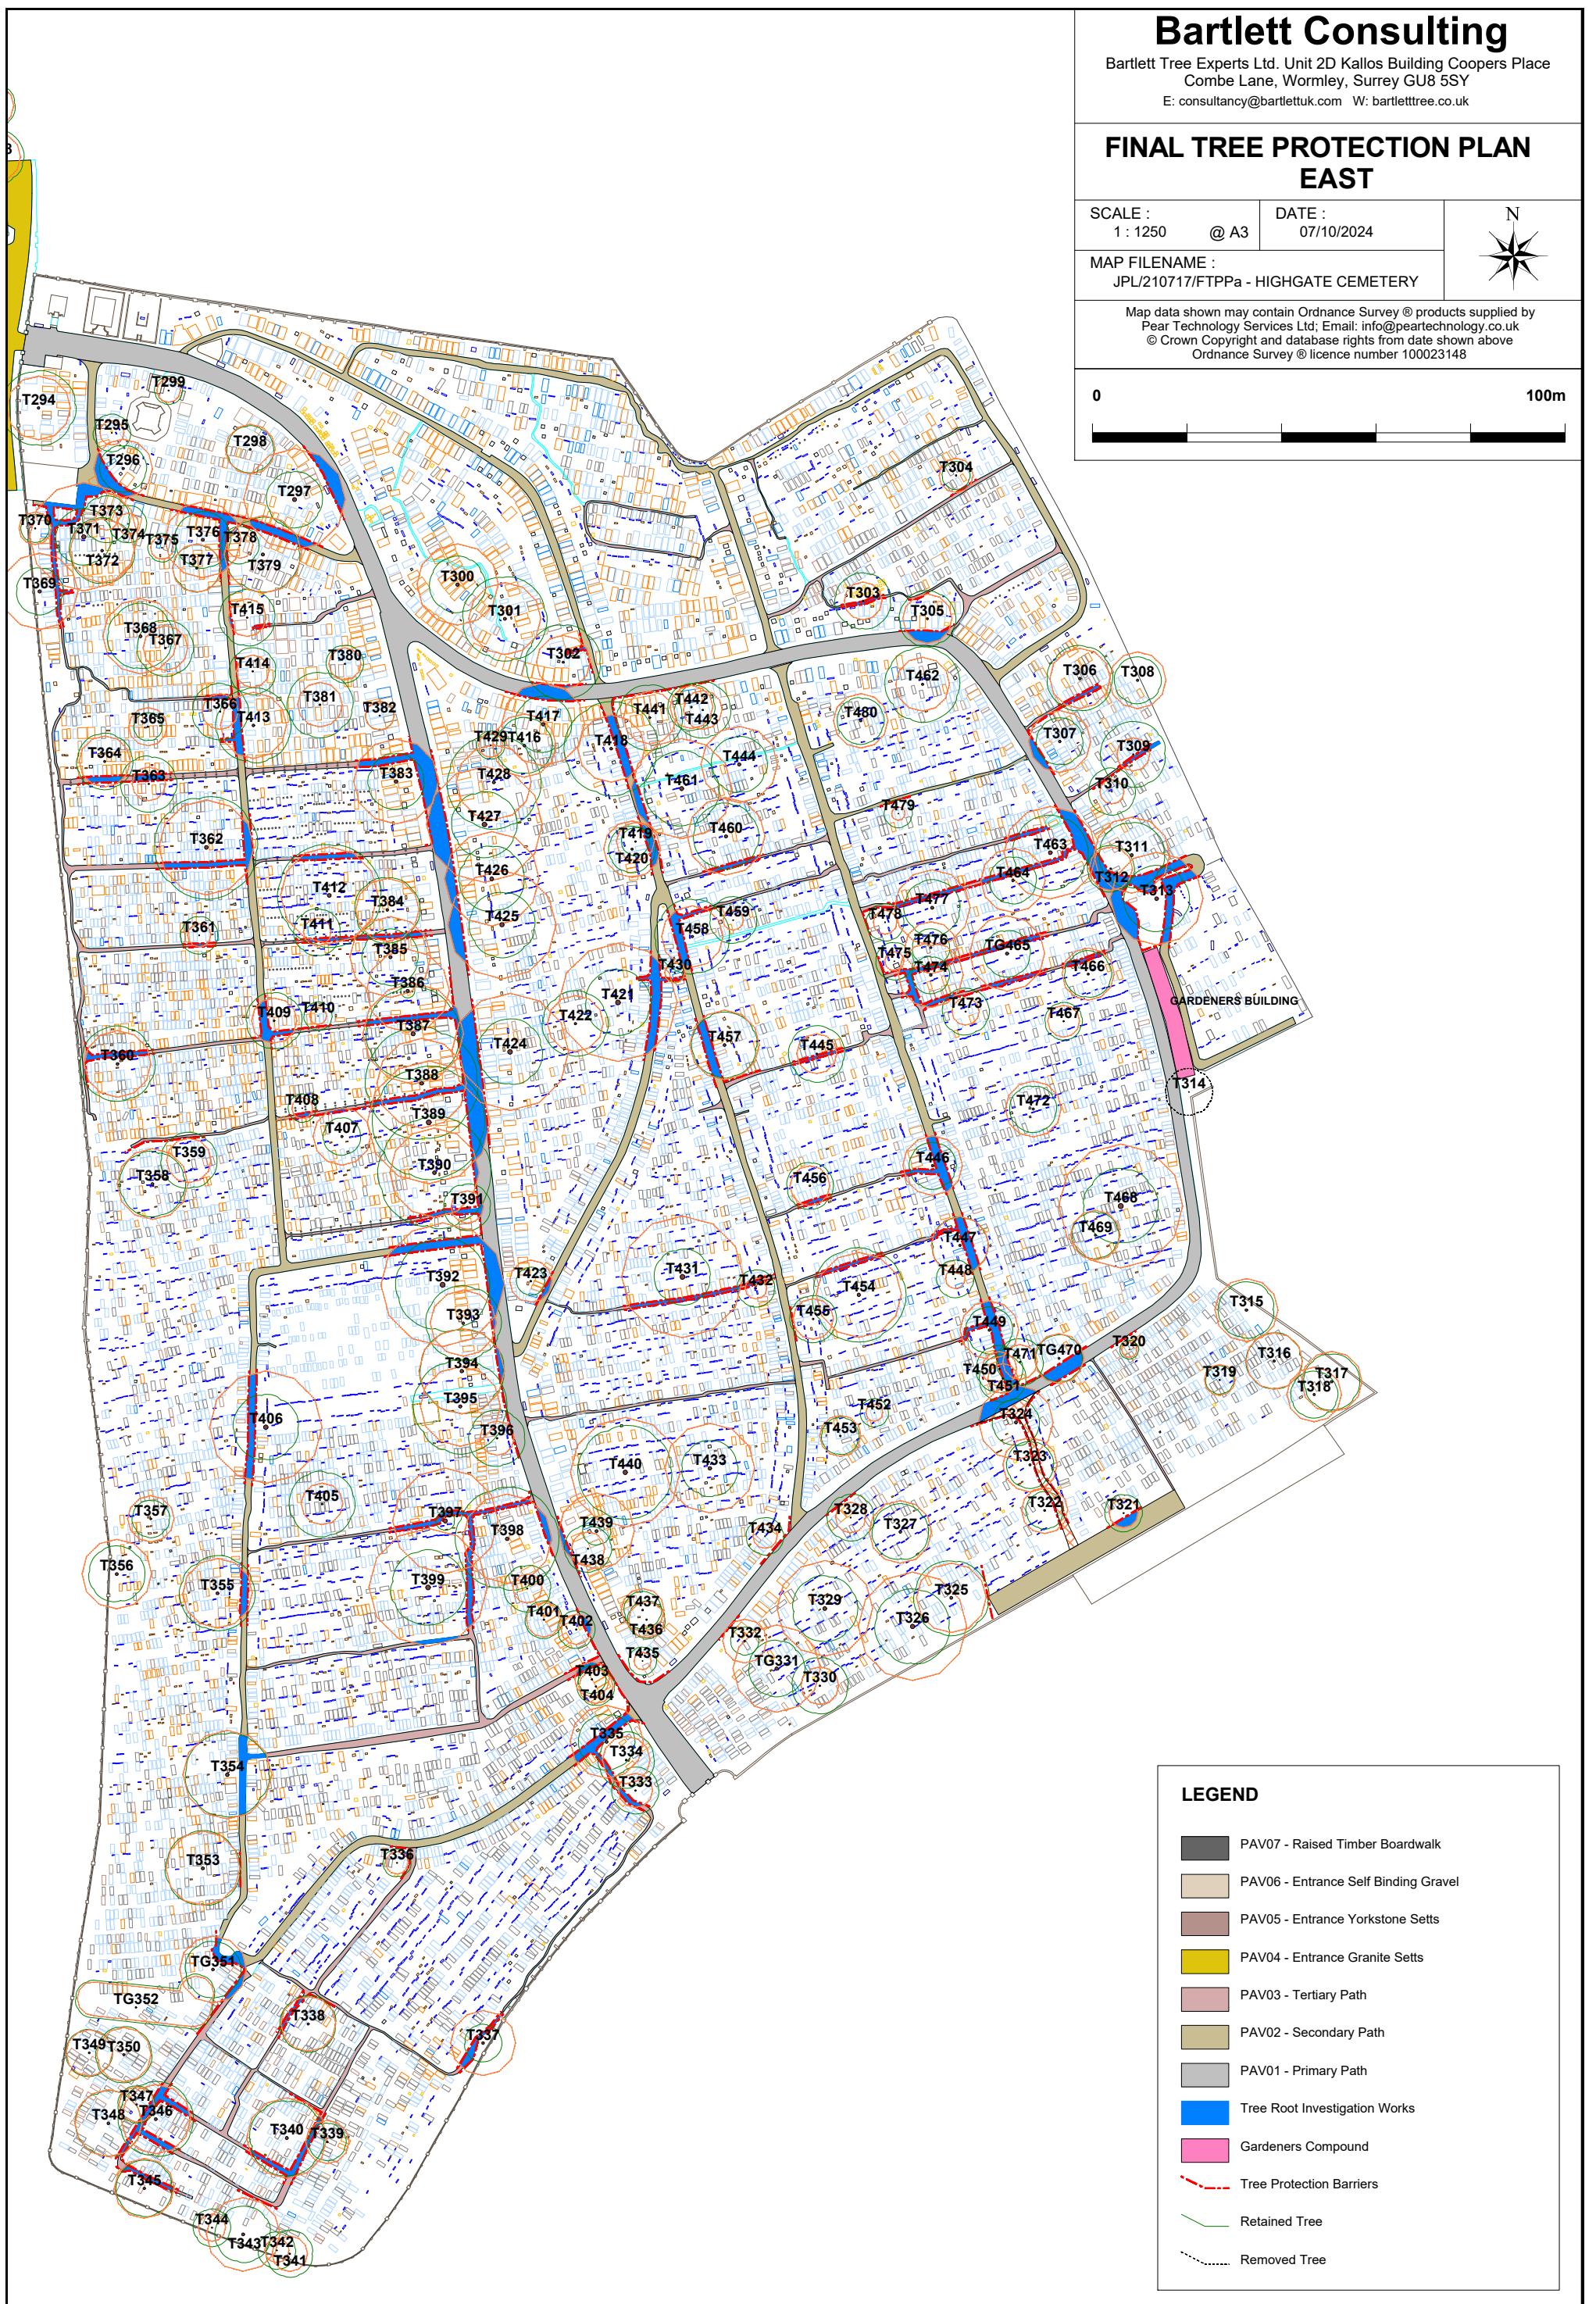 Bartlett Consulting
Bartlett Tree Experts Ltd. Unit 2D Kallos Building Coopers Place
Combe Lane, Wormley, Surrey GU8 5SY
E: consultancy@bartlettuk.com W: bartletttree.co.uk
FINAL TREE PROTECTION PLAN
EAST
SCALE :
1 : 1250 @ A3
DATE :
07/10/2024
N
MAP FILENAME :
JPL/210717/FTPPa - HIGHGATE CEMETERY
Map data shown may contain Ordnance Survey ® products supplied by
Pear Technology Services Ltd; Email: info@peartechnology.co.uk
© Crown Copyright and database rights from date shown above
Ordnance Survey ® licence number 100023148
0 100m
T299
T294
T295
T298
T296
T297
T304
T370
T373
T371
T374
T375
T376
T378
T372
T377
T379
T369
T300
T301
T303
T305
T415
T368
T367
T302
T414
T380
T462
T306
T308
T366
T381
T382
T365
T413
T417
T441
T442
T443
T480
T307
T309
T429
T416
T418
T364
T363
T383
T428
T461
T444
T310
T427
T479
T362
T419
T420
T460
T463
T311
T426
T412
T384
T464
T312
T313
T361
T411
T425
T459
T458
T478
T477
T385
T430
T475
T476
T474
TG465
T466
T386
T421
T409
T410
T387
T422
T473
T467
GARDENERS BUILDING
T360
T424
T457
T445
T388
T314
T408
T389
T472
T407
T359
T358
T390
T446
T456
T391
T468
T469
T447
T431
T392
T423
T432
T454
T448
T393
T455
T449
T315
T394
T450
T471
TG470
T320
T316
T317
T451
T319
T318
T395
T406
T396
T452
T453
T324
T440
T433
T323
T405
T357
T397
T398
T439
T434
T328
T327
T322
T321
T438
T356
T355
T399
T400
T437
T401
T402
T436
T329
T325
T326
T332
T435
TG331
T403
T404
T330
T335
T334
T354
T333
T353
T336
TG351
TG352
T338
T337
T349
T350
T347
T348
T346
T340
T339
T345
T344
T343
T342
T341
LEGEND
PAV07 - Raised Timber Boardwalk
PAV06 - Entrance Self Binding Gravel
PAV05 - Entrance Yorkstone Setts
PAV04 - Entrance Granite Setts
PAV03 - Tertiary Path
PAV02 - Secondary Path
PAV01 - Primary Path
Tree Root Investigation Works
Gardeners Compound
Tree Protection Barriers
Retained Tree
Removed Tree